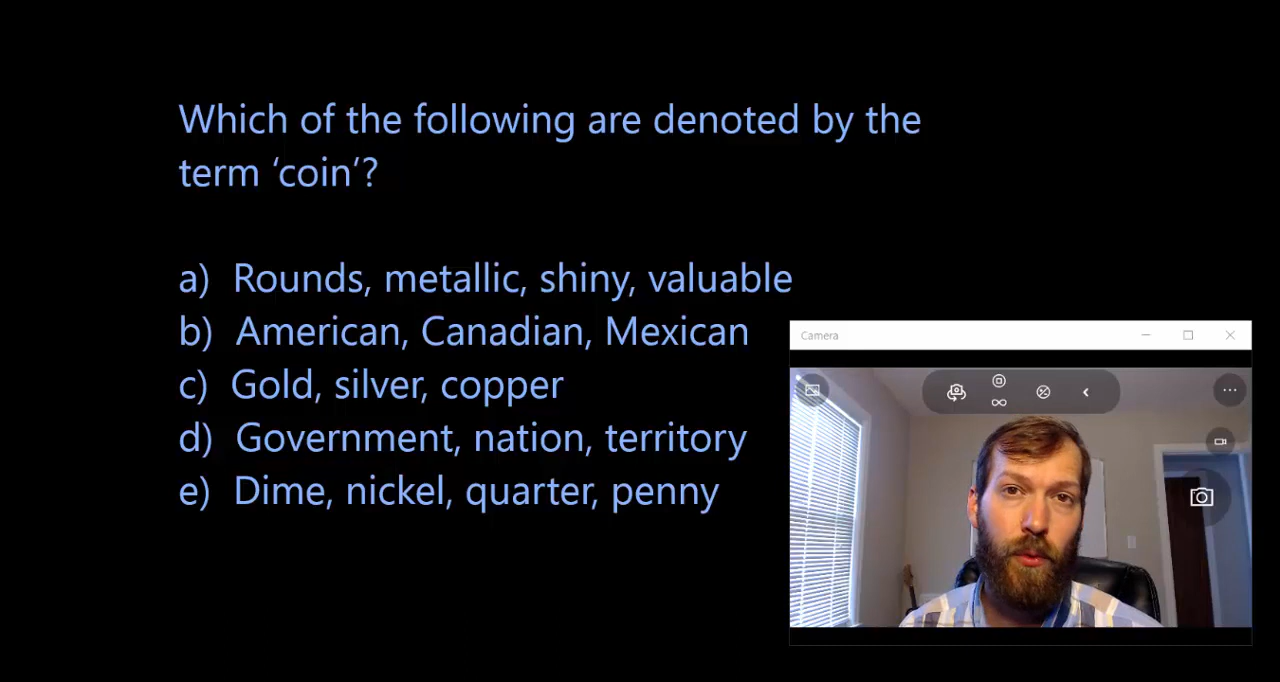 Which of the following are denoted by the
term ‘coin’?
a) Rounds, metallic, shiny, valuable
b) American, Canadian, Mexican
c) Gold, silver, copper
d) Government, nation, territory
e) Dime, nickel, quarter, penny
Camera